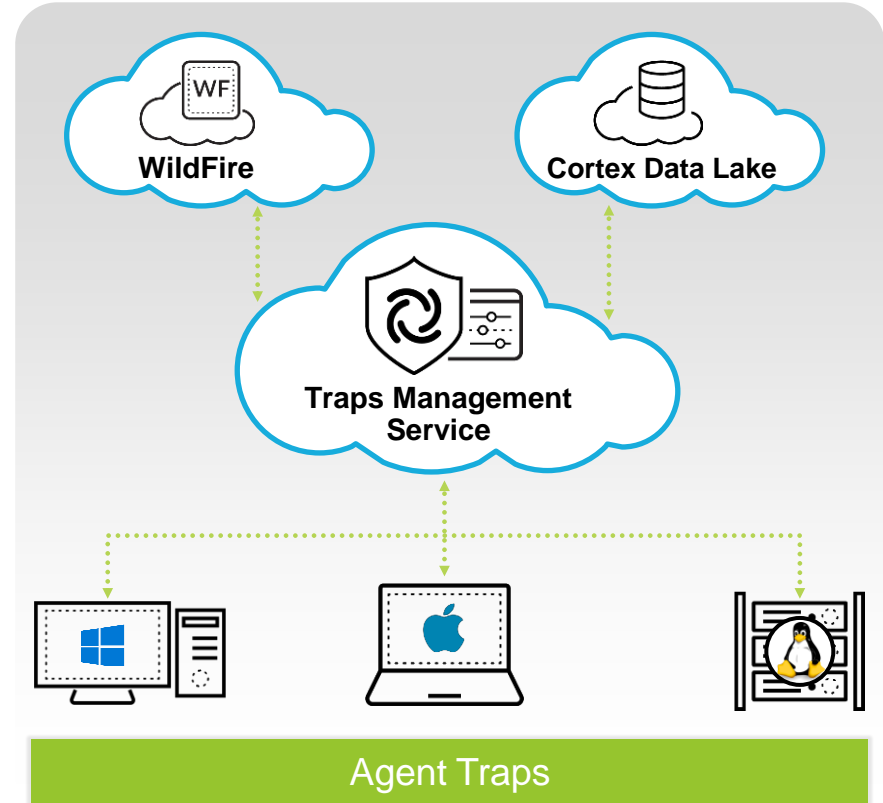 WF
WildFire
Cortex Data Lake
Traps Management
Service
Agent Traps